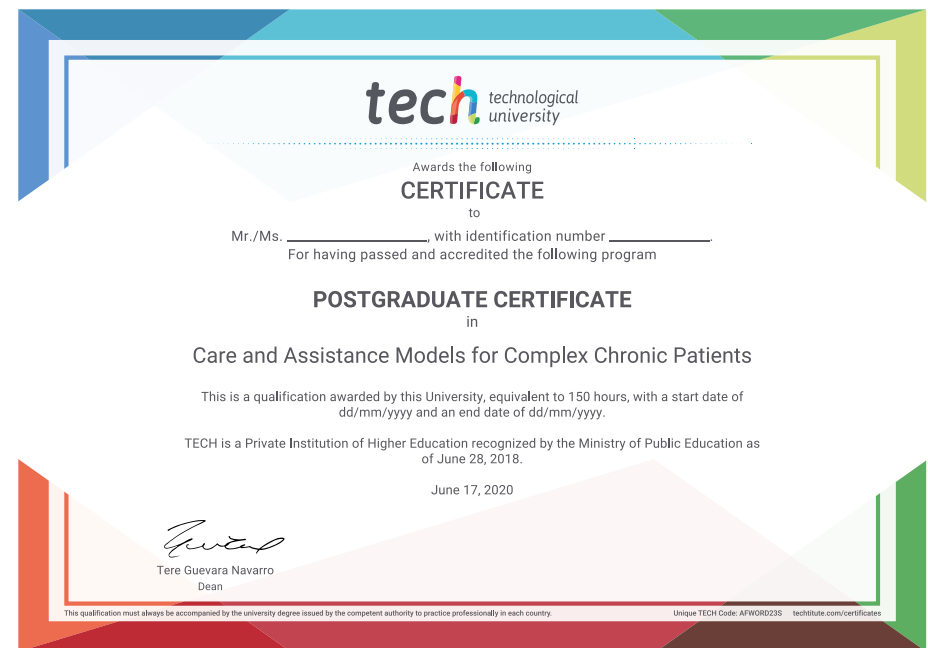 tech technological
university
Awards the following
CERTIFICATE
to
Mr./Ms. ____________, with identification number _________.
For having passed and accredited the following program
POSTGRADUATE CERTIFICATE
in
Care and Assistance Models for Complex Chronic Patients
This is a qualification awarded by this University, equivalent to 150 hours, with a start date of
dd/mm/yyyy and an end date of dd/mm/yyyy.
TECH is a Private Institution of Higher Education recognized by the Ministry of Public Education as
of June 28, 2018.
June 17, 2020
Tere Guevara Navarro
Dean
This qualification must always be accompanied by the university degree issued by the competent authority to practice professionally in each country.
Unique TECH Code: AFWORD23S techtitute.com/certificates